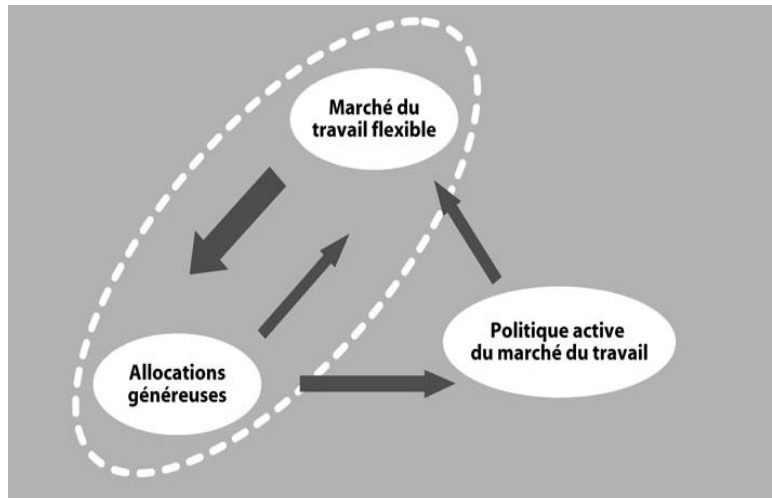 Marché du
travail flexible
Politique active
du marché du travail
Allocations
généreuses